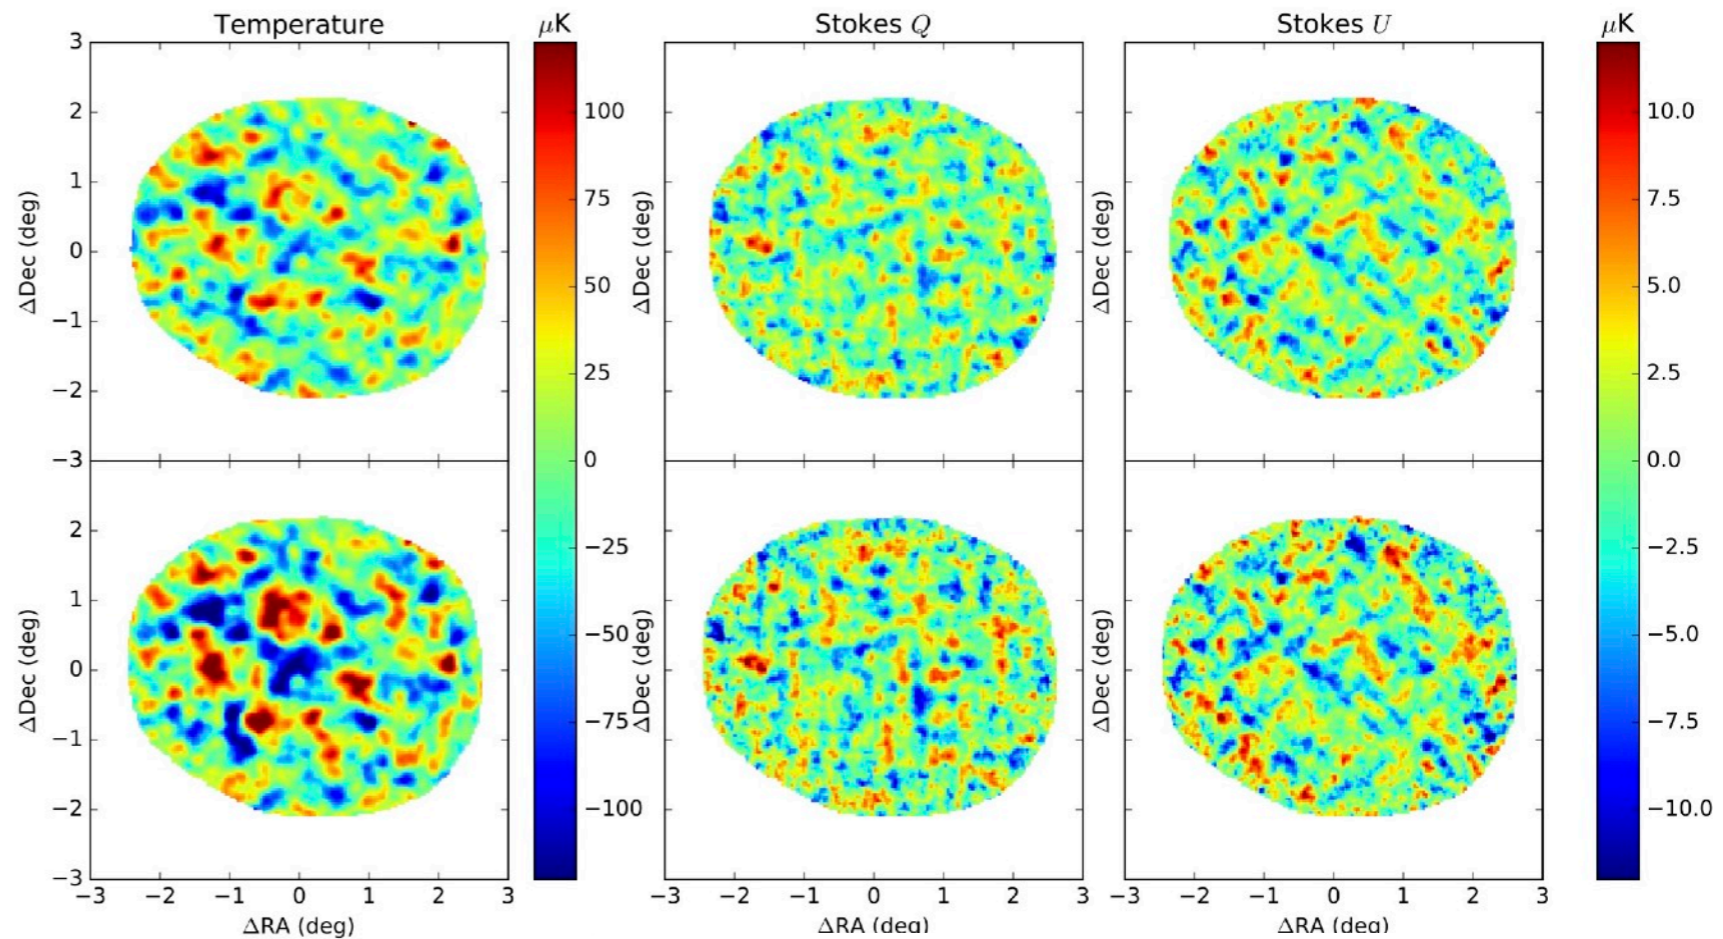 Temperature
μK
Stokes Q
Stokes U
μK
3
2
1
0
−1
−2
−3
ΔDec (deg)
100
75
50
25
0
−25
−50
−75
−100
ΔDec (deg)
ΔDec (deg)
10.0
7.5
5.0
2.5
0.0
−2.5
−5.0
−7.5
−10.0
2
1
0
−1
−2
−3
ΔDec (deg)
ΔDec (deg)
ΔDec (deg)
−3 −2 −1 0 1 2 3
−2 −1 0 1 2 3
−2 −1 0 1 2 3
ΔRA (deg)
ΔRA (deg)
ΔRA (deg)